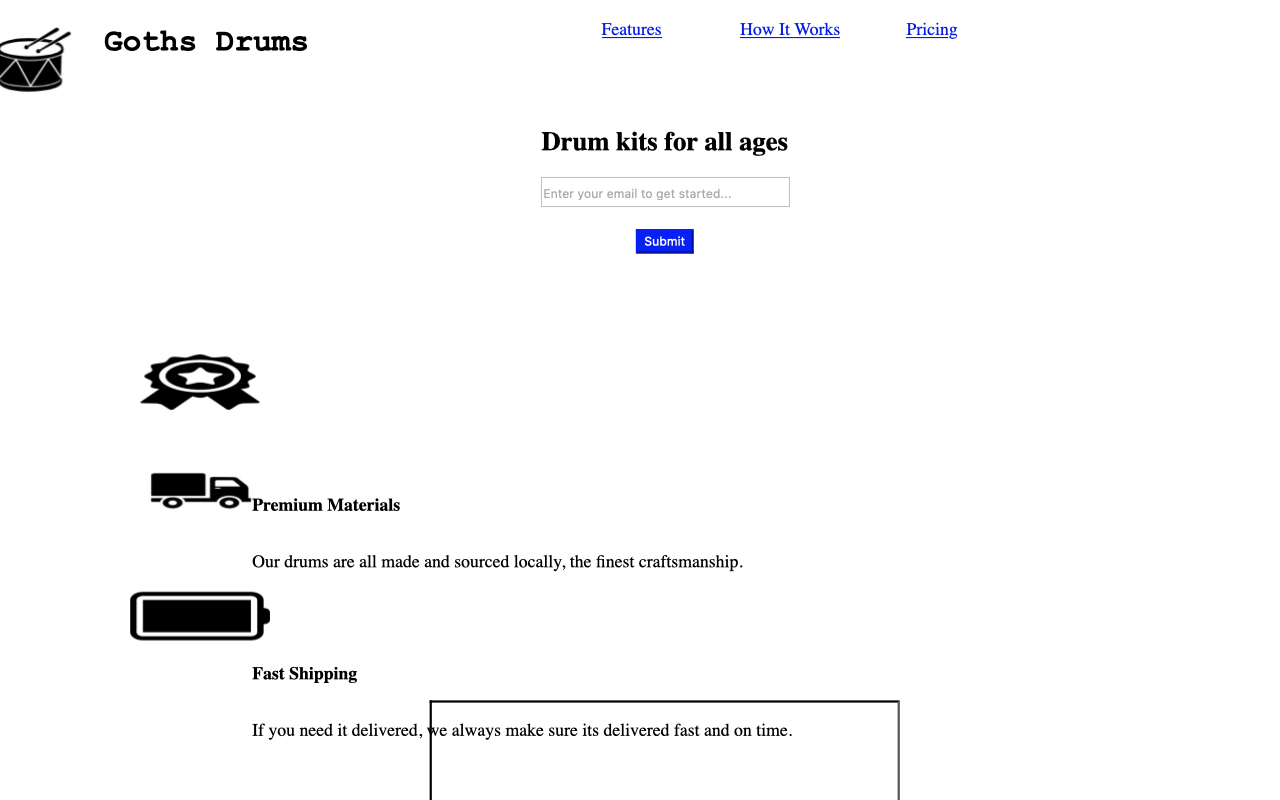 Goths Drums
Features
How It Works
Pricing
Drum kits for all ages
Enter your email to get started...
Submit
Premium Materials
Our drums are all made and sourced locally, the finest craftsmanship.
Fast Shipping
If you need it delivered, we always make sure its delivered fast and on time.